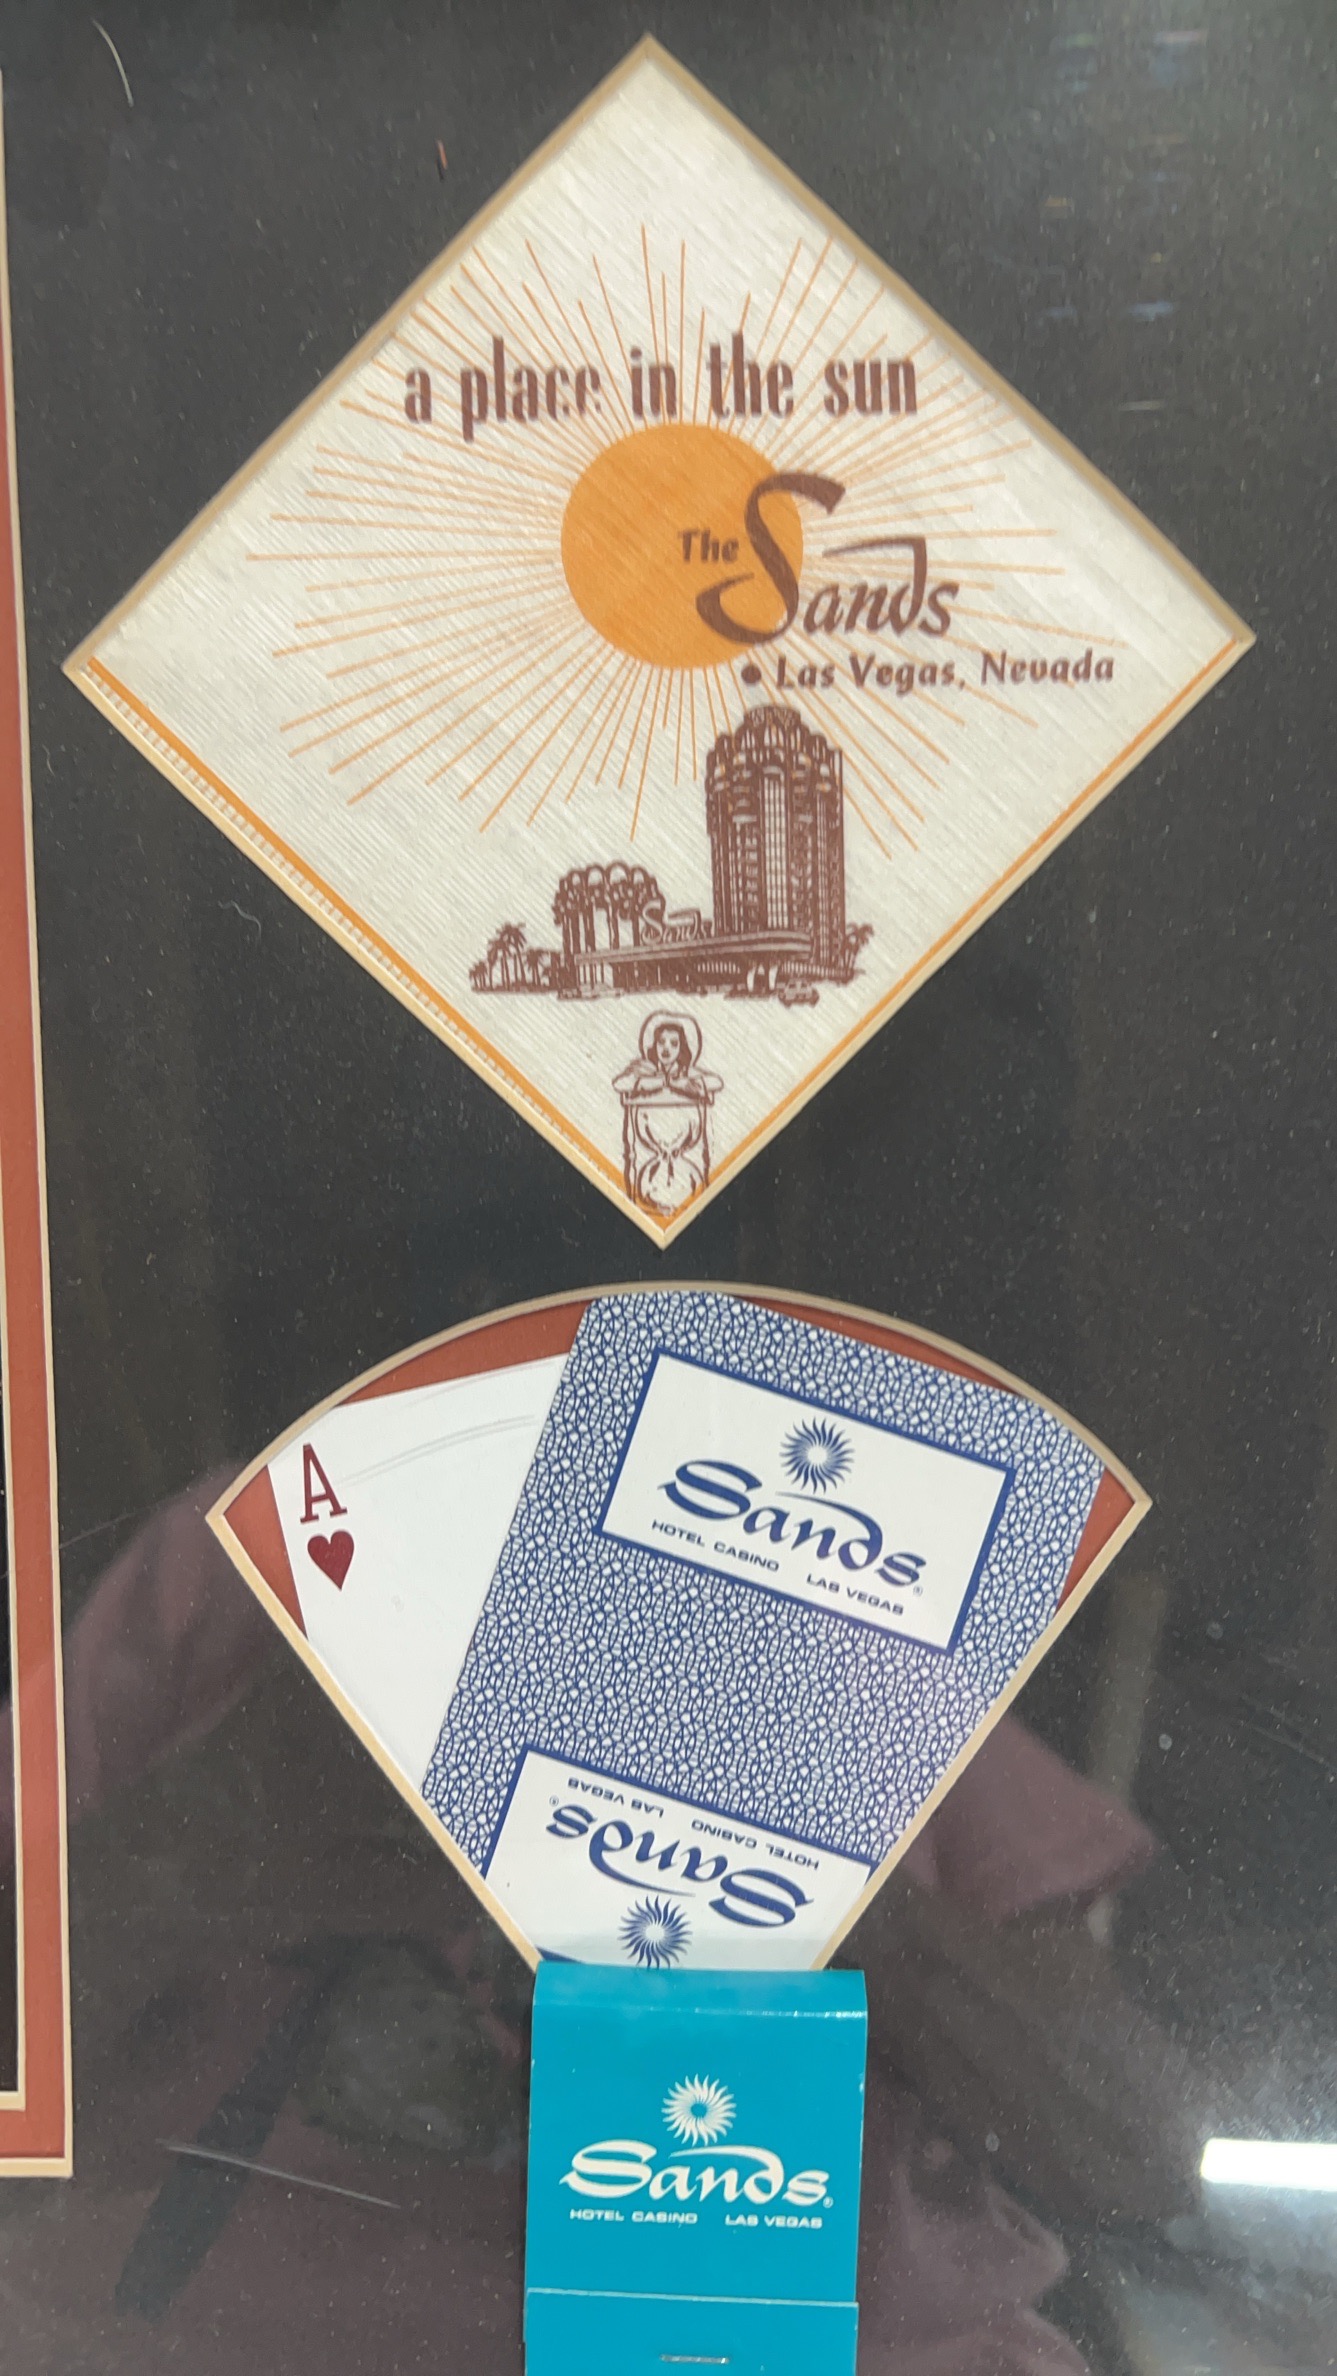 a place in the sun
The Sands
• Las Vegas, Nevada
Sands
A
Sands®
HOTEL CASINO LAS VEGAS
Sands®
HOTEL CASINO LAS VEGAS
Sands®
HOTEL CASINO LAS VEGAS